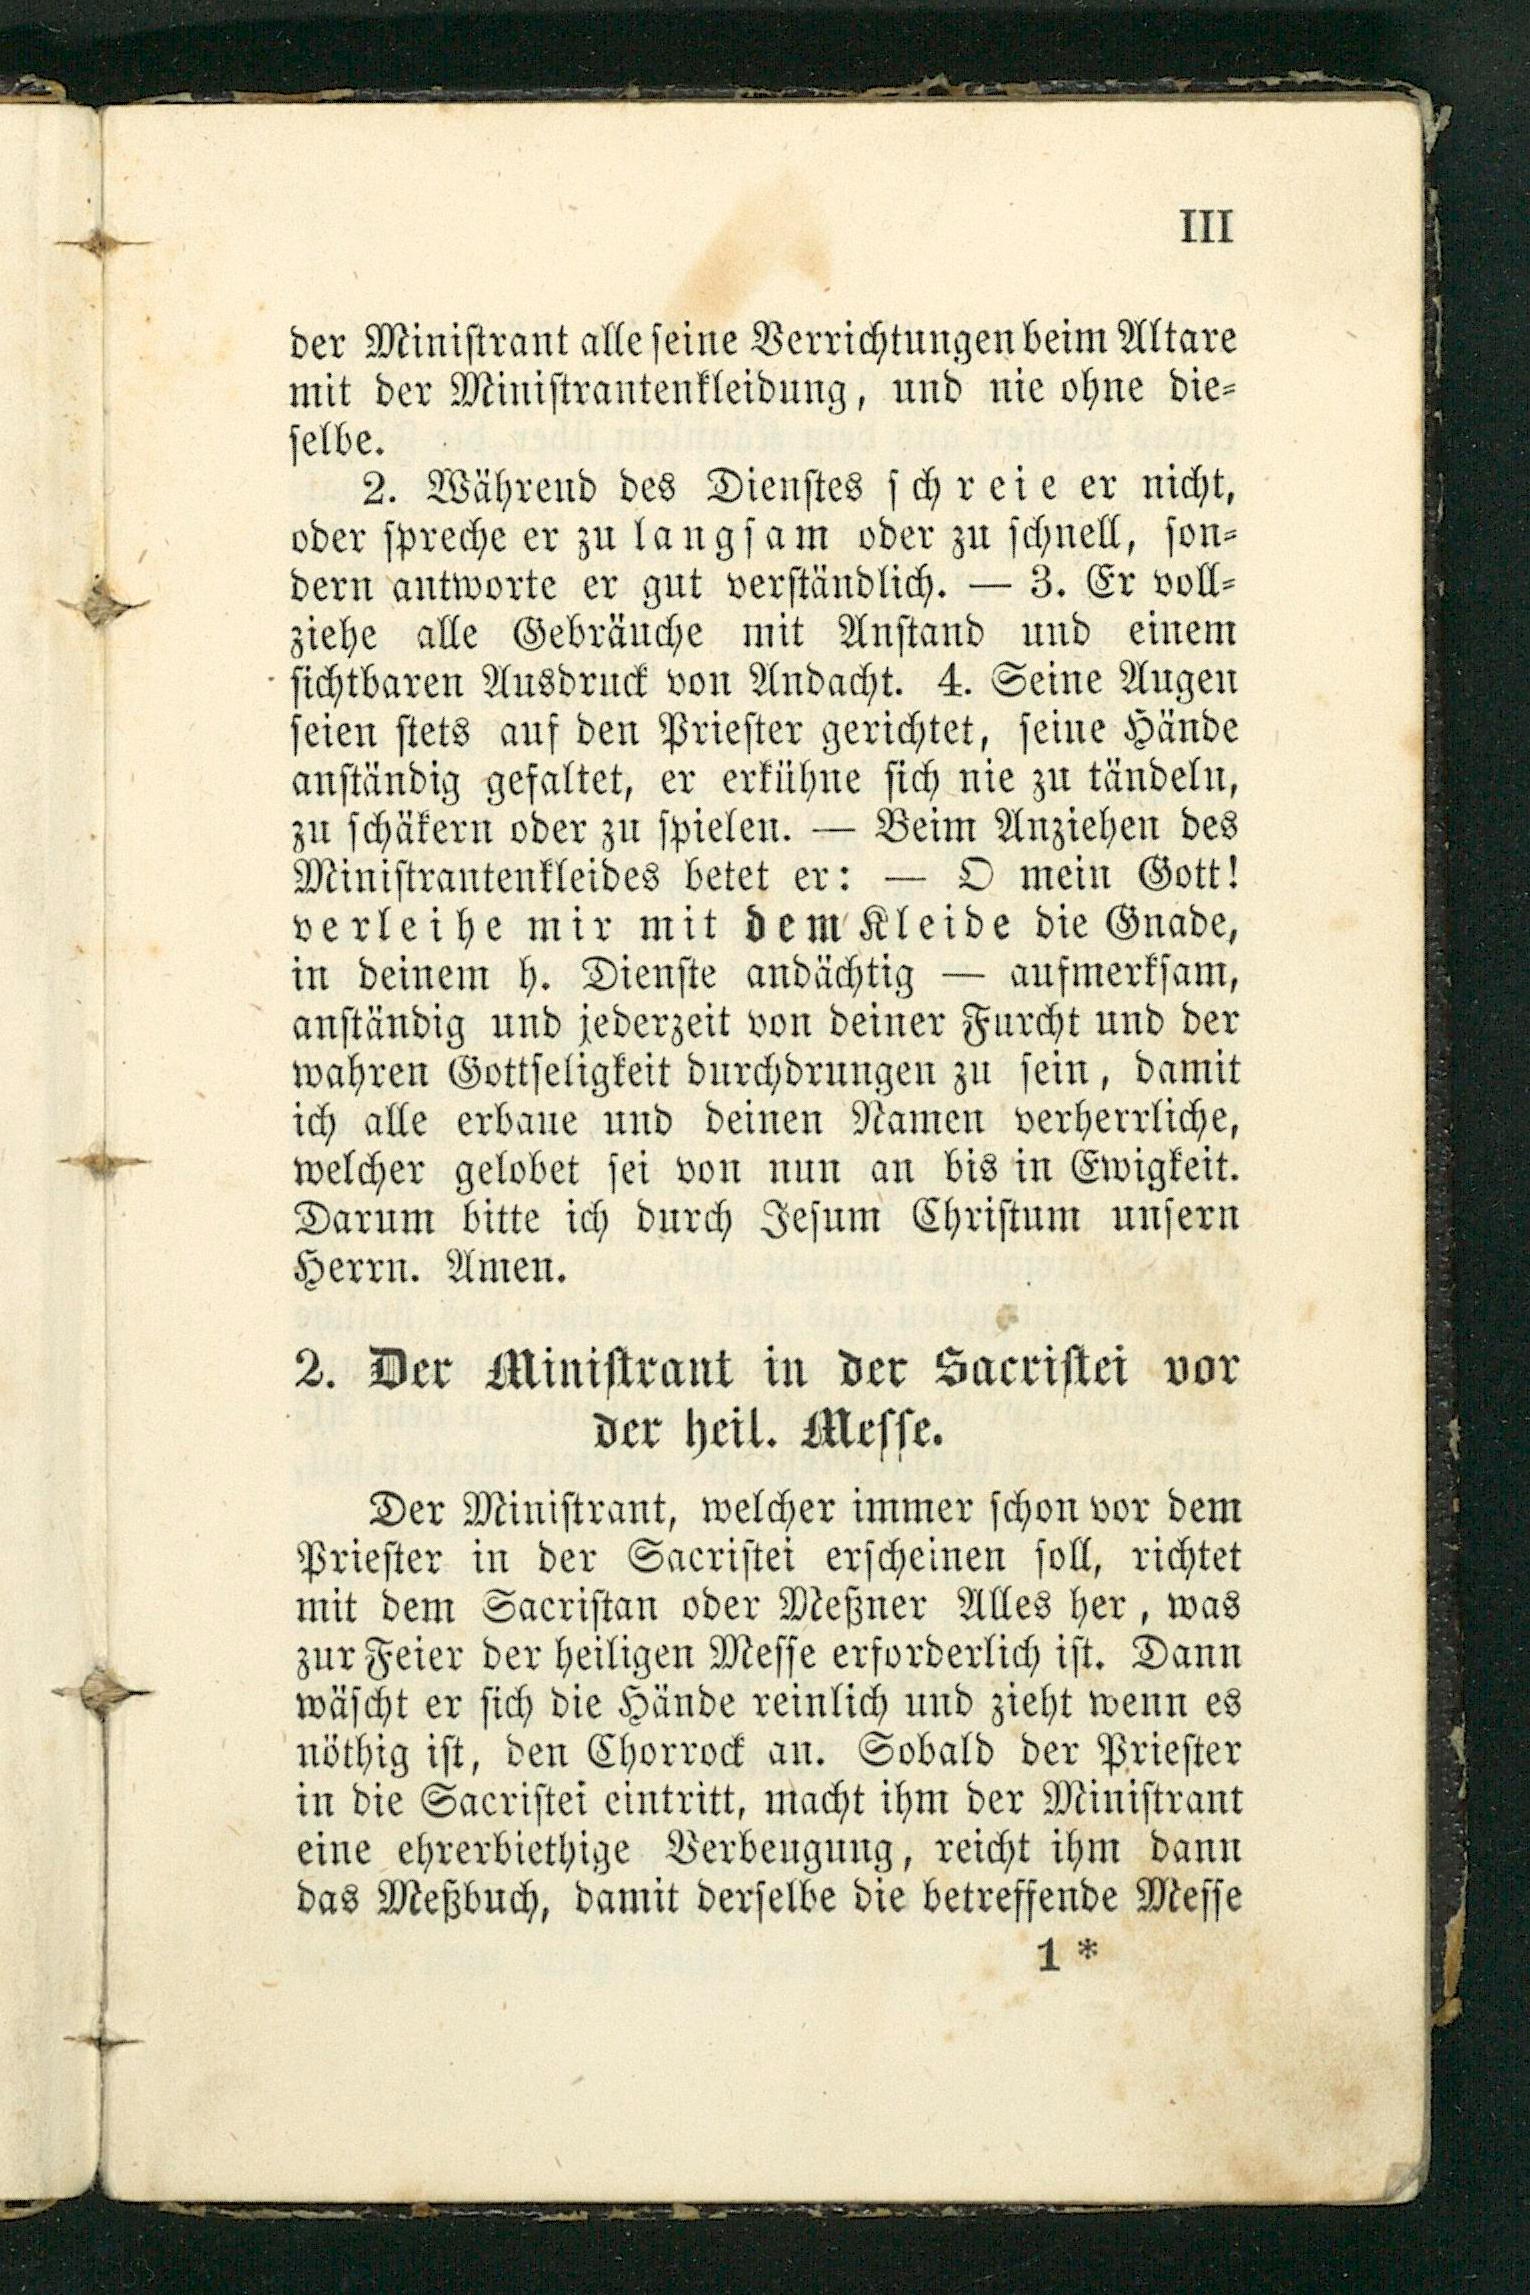 III
der Ministrant alle seine Verrichtungen beim Altare
mit der Ministrantenkleidung, und nie ohne die-
selbe.
2. Während des Dienstes schreie er nicht,
oder spreche er zu langsam oder zu schnell, son-
dern antworte er gut verständlich. — 3. Er voll-
ziehe alle Gebräuche mit Anstand und einem
sichtbaren Ausdruck von Andacht. 4. Seine Augen
seien stets auf den Priester gerichtet, seine Hände
anständig gefaltet, er erkühne sich nie zu tändeln,
zu schäkern oder zu spielen. — Beim Anziehen des
Ministrantenkleides betet er: — O mein Gott!
verleihe mir mit dem Kleide die Gnade,
in deinem h. Dienste andächtig — aufmerksam,
anständig und jederzeit von deiner Furcht und der
wahren Gottseligkeit durchdrungen zu sein, damit
ich alle erbaue und deinen Namen verherrliche,
welcher gelobet sei von nun an bis in Ewigkeit.
Darum bitte ich durch Jesum Christum unsern
Herrn. Amen.
2. Der Ministrant in der Sacristei vor
der heil. Messe.
Der Ministrant, welcher immer schon vor dem
Priester in der Sacristei erscheinen soll, richtet
mit dem Sacristan oder Meßner Alles her, was
zur Feier der heiligen Messe erforderlich ist. Dann
wäscht er sich die Hände reinlich und zieht wenn es
nöthig ist, den Chorrock an. Sobald der Priester
in die Sacristei eintritt, macht ihm der Ministrant
eine ehrerbiethige Verbeugung, reicht ihm dann
das Meßbuch, damit derselbe die betreffende Messe
1 *